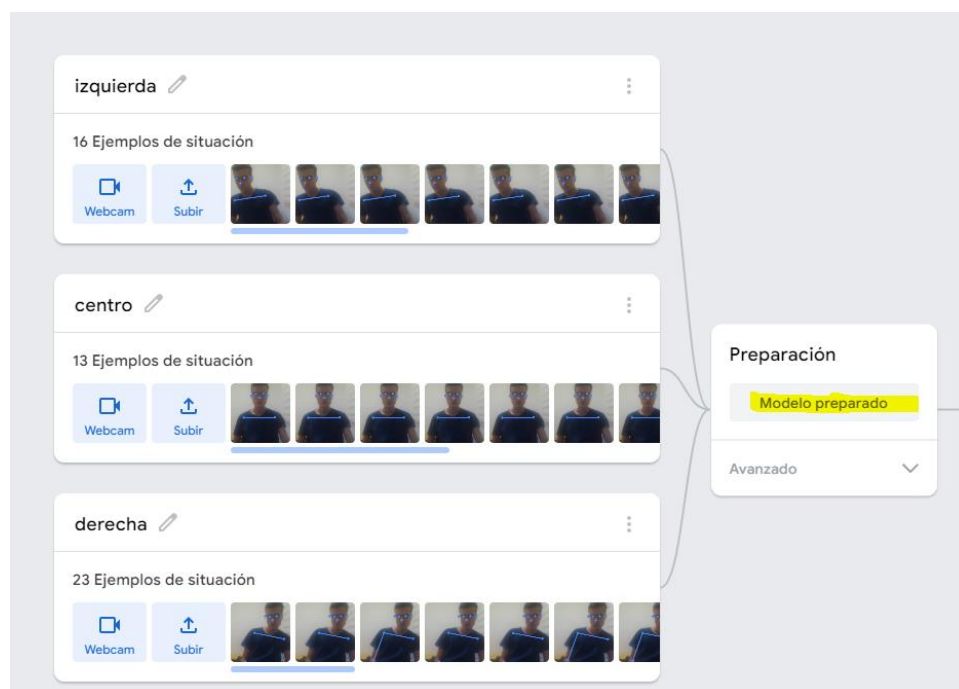 izquierda
16 Ejemplos de situación
Webcam
Subir
centro
13 Ejemplos de situación
Webcam
Subir
derecha
23 Ejemplos de situación
Webcam
Subir
Preparación
Modelo preparado
Avanzado